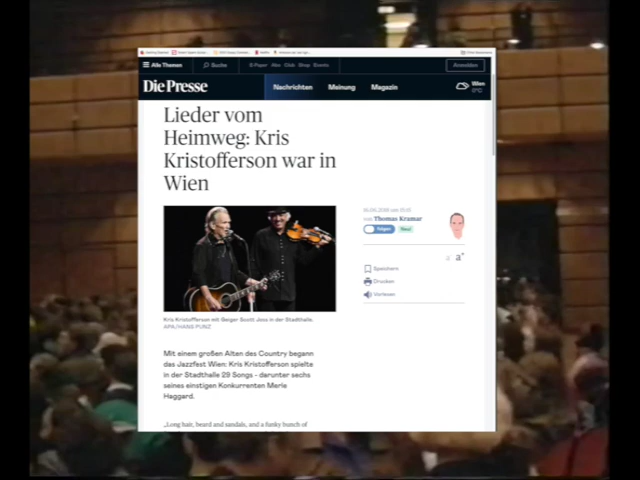 Alle Themen
Suche
E-Paper Abo Club Shop Events
Anmelden
Die Presse
Nachrichten
Meinung
Magazin
Wien
0°C
Lieder vom
Heimweg: Kris
Kristofferson war in
Wien
von Thomas Kramar
Folgen
Neu!
a a+
Speichern
Drucken
Vorlesen
Kris Kristofferson mit Geiger Scott Joss in der Stadthalle.
APA/HANS PUNZ
Mit einem großen Alten des Country begann
das Jazzfest Wien: Kris Kristofferson spielte
in der Stadthalle 29 Songs - darunter sechs
seines einstigen Konkurrenten Merle
Haggard.
„Long hair, beard and sandals, and a funky bunch of